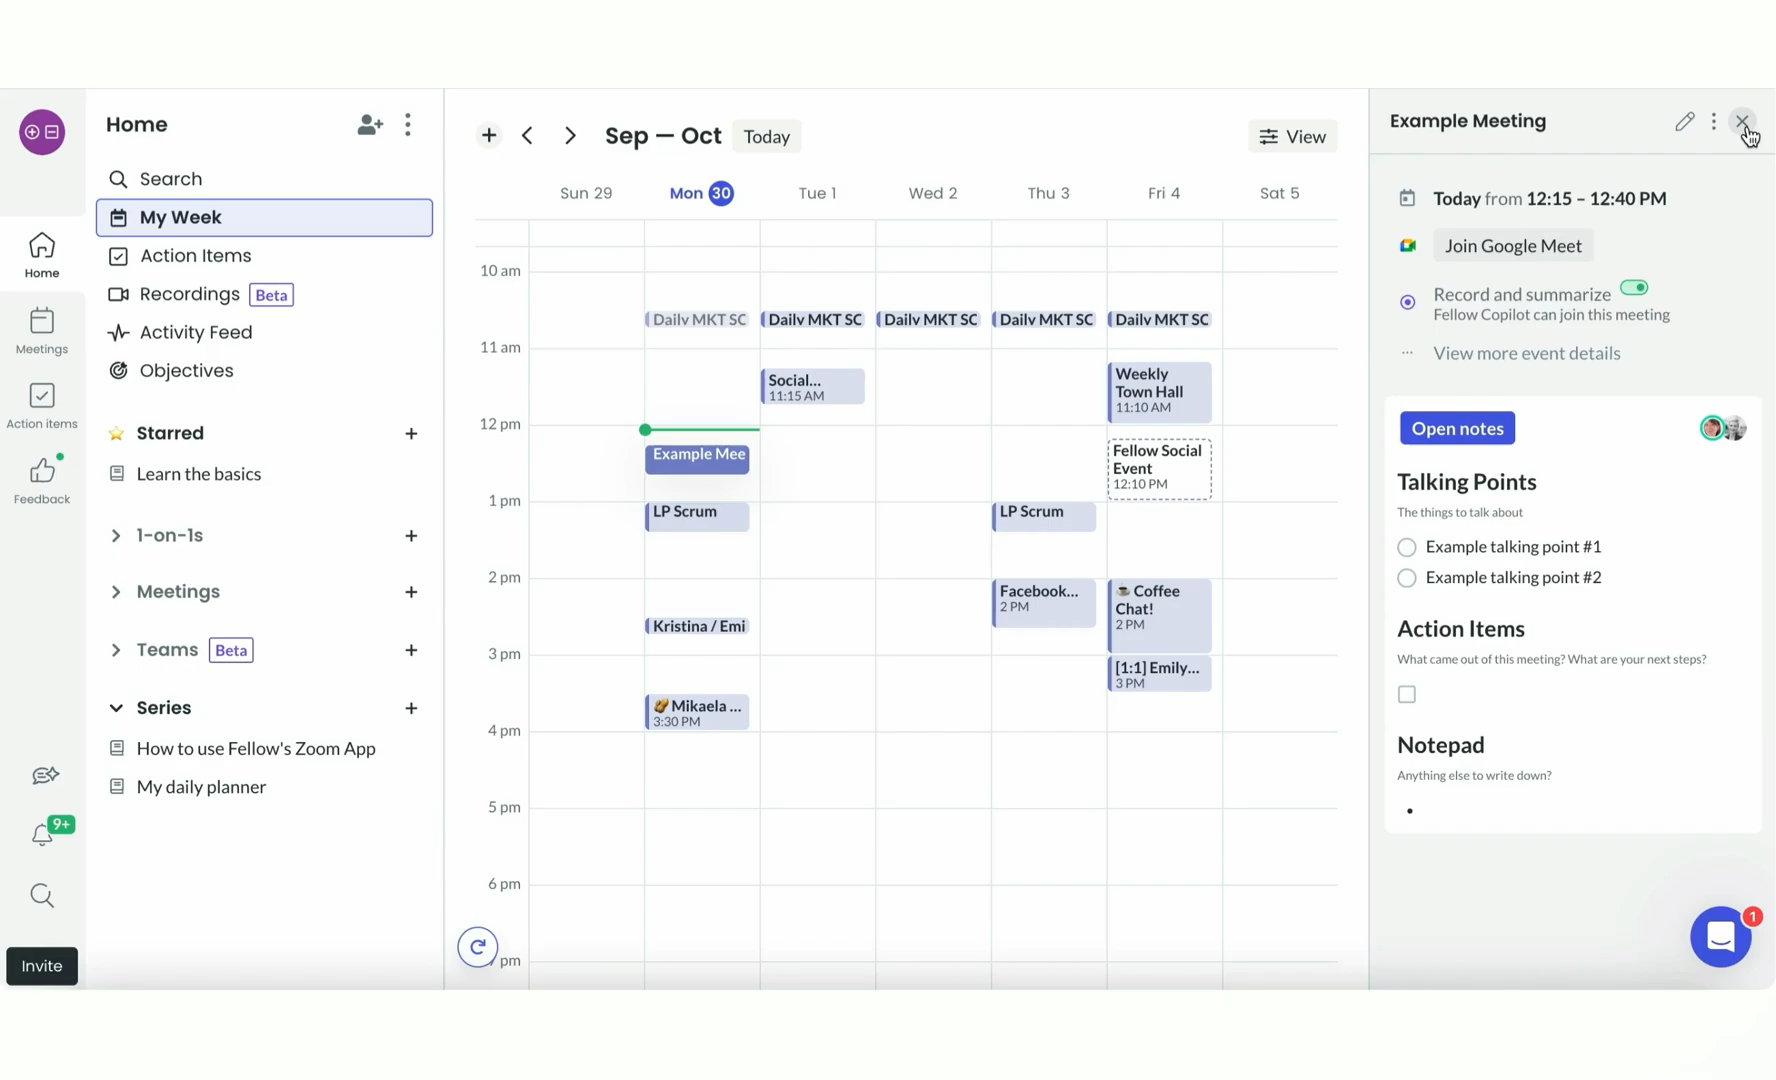 Home
Meetings
Action items
Feedback
9+
Invite
Home
Search
My Week
Action Items
Recordings Beta
Activity Feed
Objectives
Starred
Learn the basics
1-on-1s
Meetings
Teams Beta
Series
How to use Fellow's Zoom App
My daily planner
Sep — Oct Today View
Sun 29 Mon 30 Tue 1 Wed 2 Thu 3 Fri 4 Sat 5
10 am
Daily MKT SC Daily MKT SC Daily MKT SC Daily MKT SC Daily MKT SC
11 am
Social...
11:15 AM
Weekly
Town Hall
11:10 AM
12 pm
Example Mee
Fellow Social
Event
12:10 PM
1 pm
LP Scrum LP Scrum
2 pm
Facebook...
2 PM
Coffee
Chat!
2 PM
Kristina / Emi
3 pm
[1:1] Emily...
3 PM
Mikaela ...
3:30 PM
4 pm
5 pm
6 pm
pm
Example Meeting
Today from 12:15 – 12:40 PM
Join Google Meet
Record and summarize
Fellow Copilot can join this meeting
View more event details
Open notes
Talking Points
The things to talk about
Example talking point #1
Example talking point #2
Action Items
What came out of this meeting? What are your next steps?
Notepad
Anything else to write down?
1